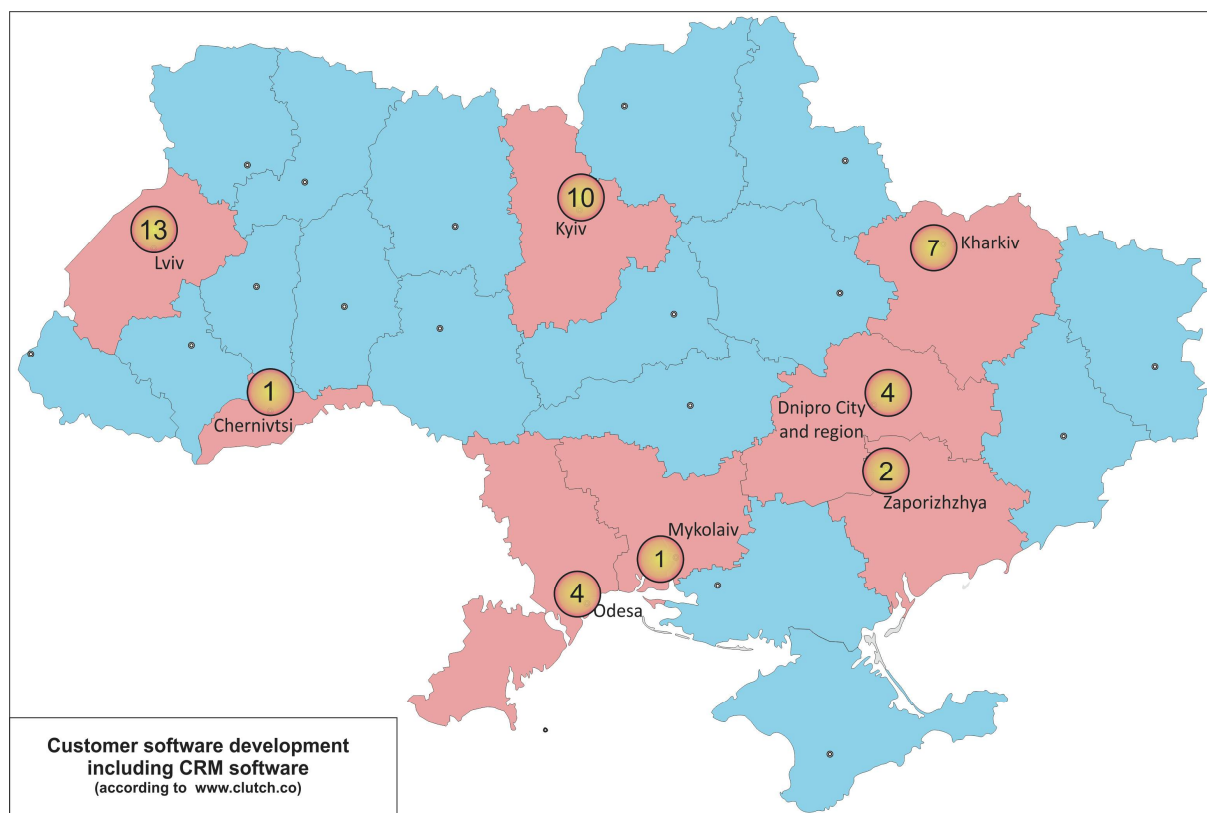 10
Kyiv
13
Lviv
7
Kharkiv
1
Chernivtsi
4
Dnipro City
and region
2
Zaporizhzhya
Mykolaiv
1
4
Odesa
Customer software development
including CRM software
(according to www.clutch.co)